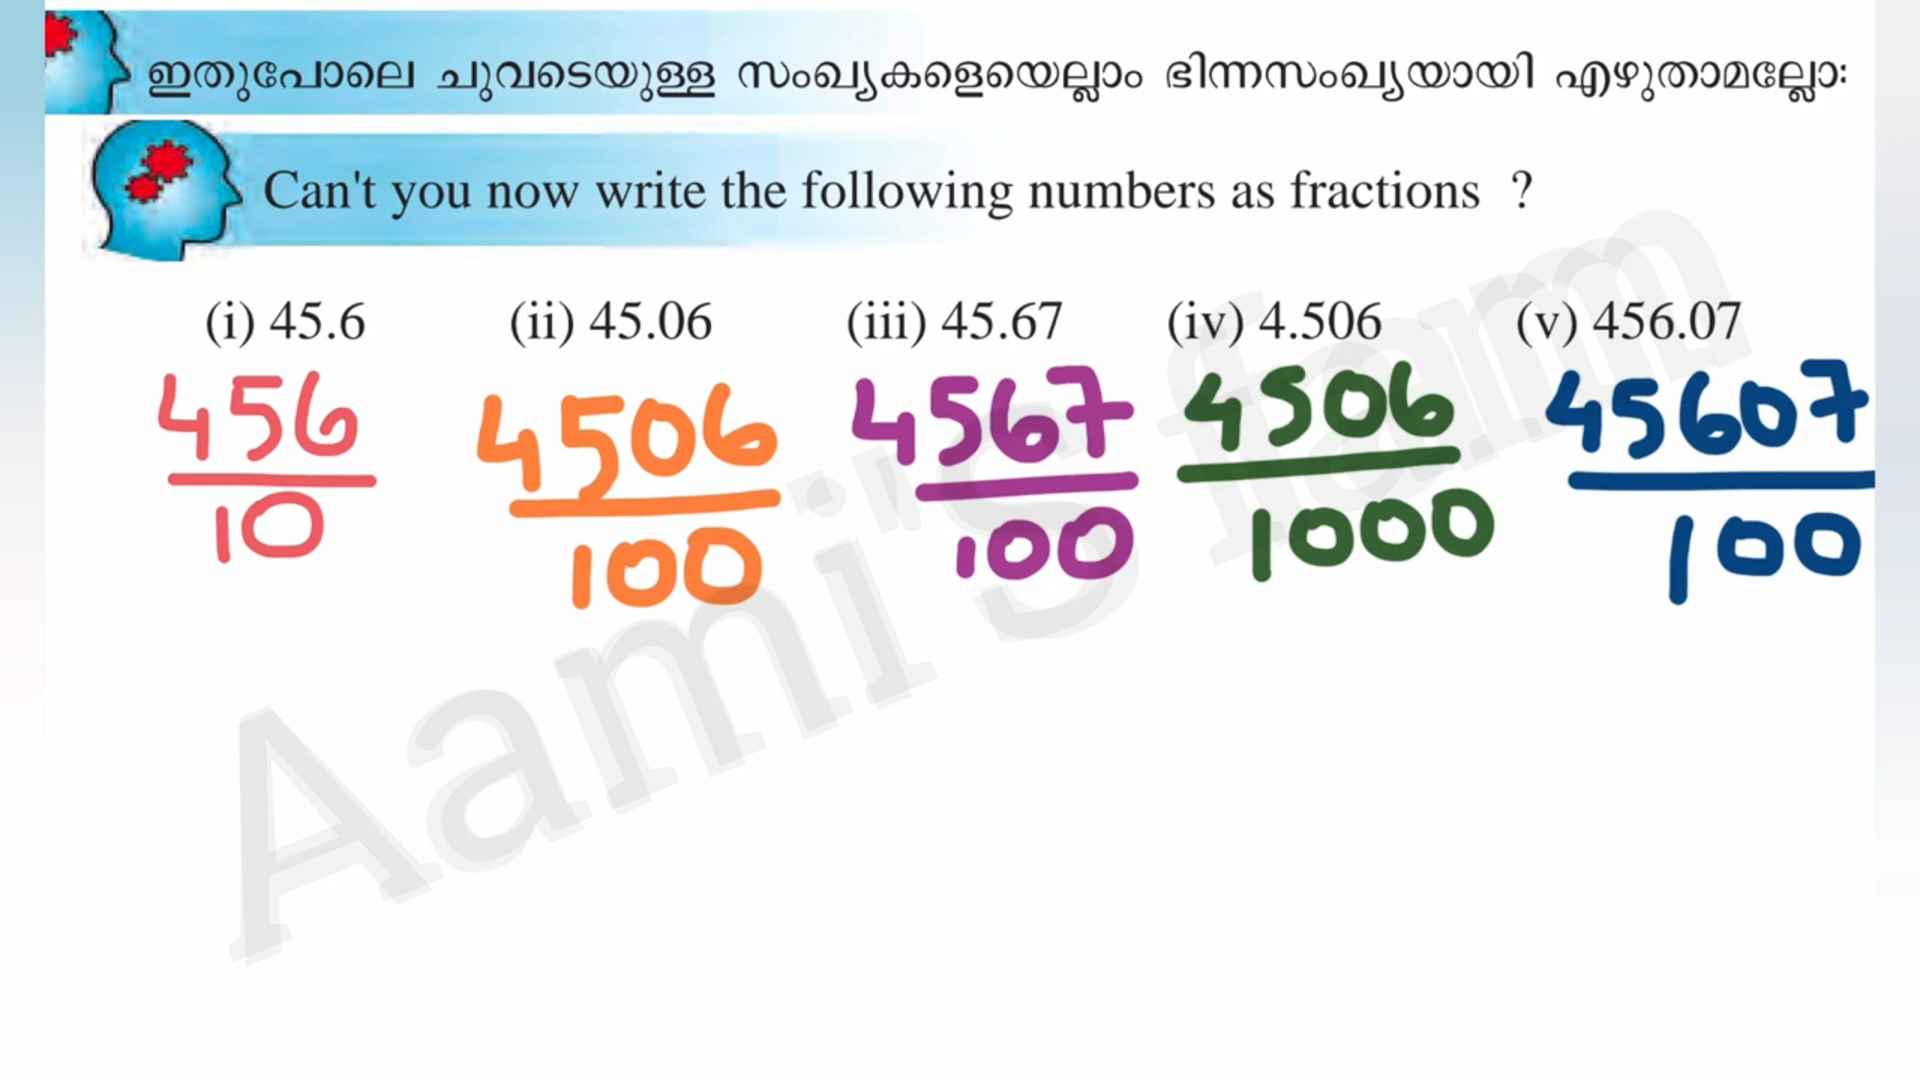 ഇതുപോലെ ചുവടെയുള്ള സംഖ്യകളെയെല്ലാം ഭിന്നസംഖ്യയായി എഴുതാമല്ലോ:
Can't you now write the following numbers as fractions ?
(i) 45.6 (ii) 45.06 (iii) 45.67 (iv) 4.506 (v) 456.07
456 4506 4567 4506 45607
10 100 100 1000 100
Aami's fam